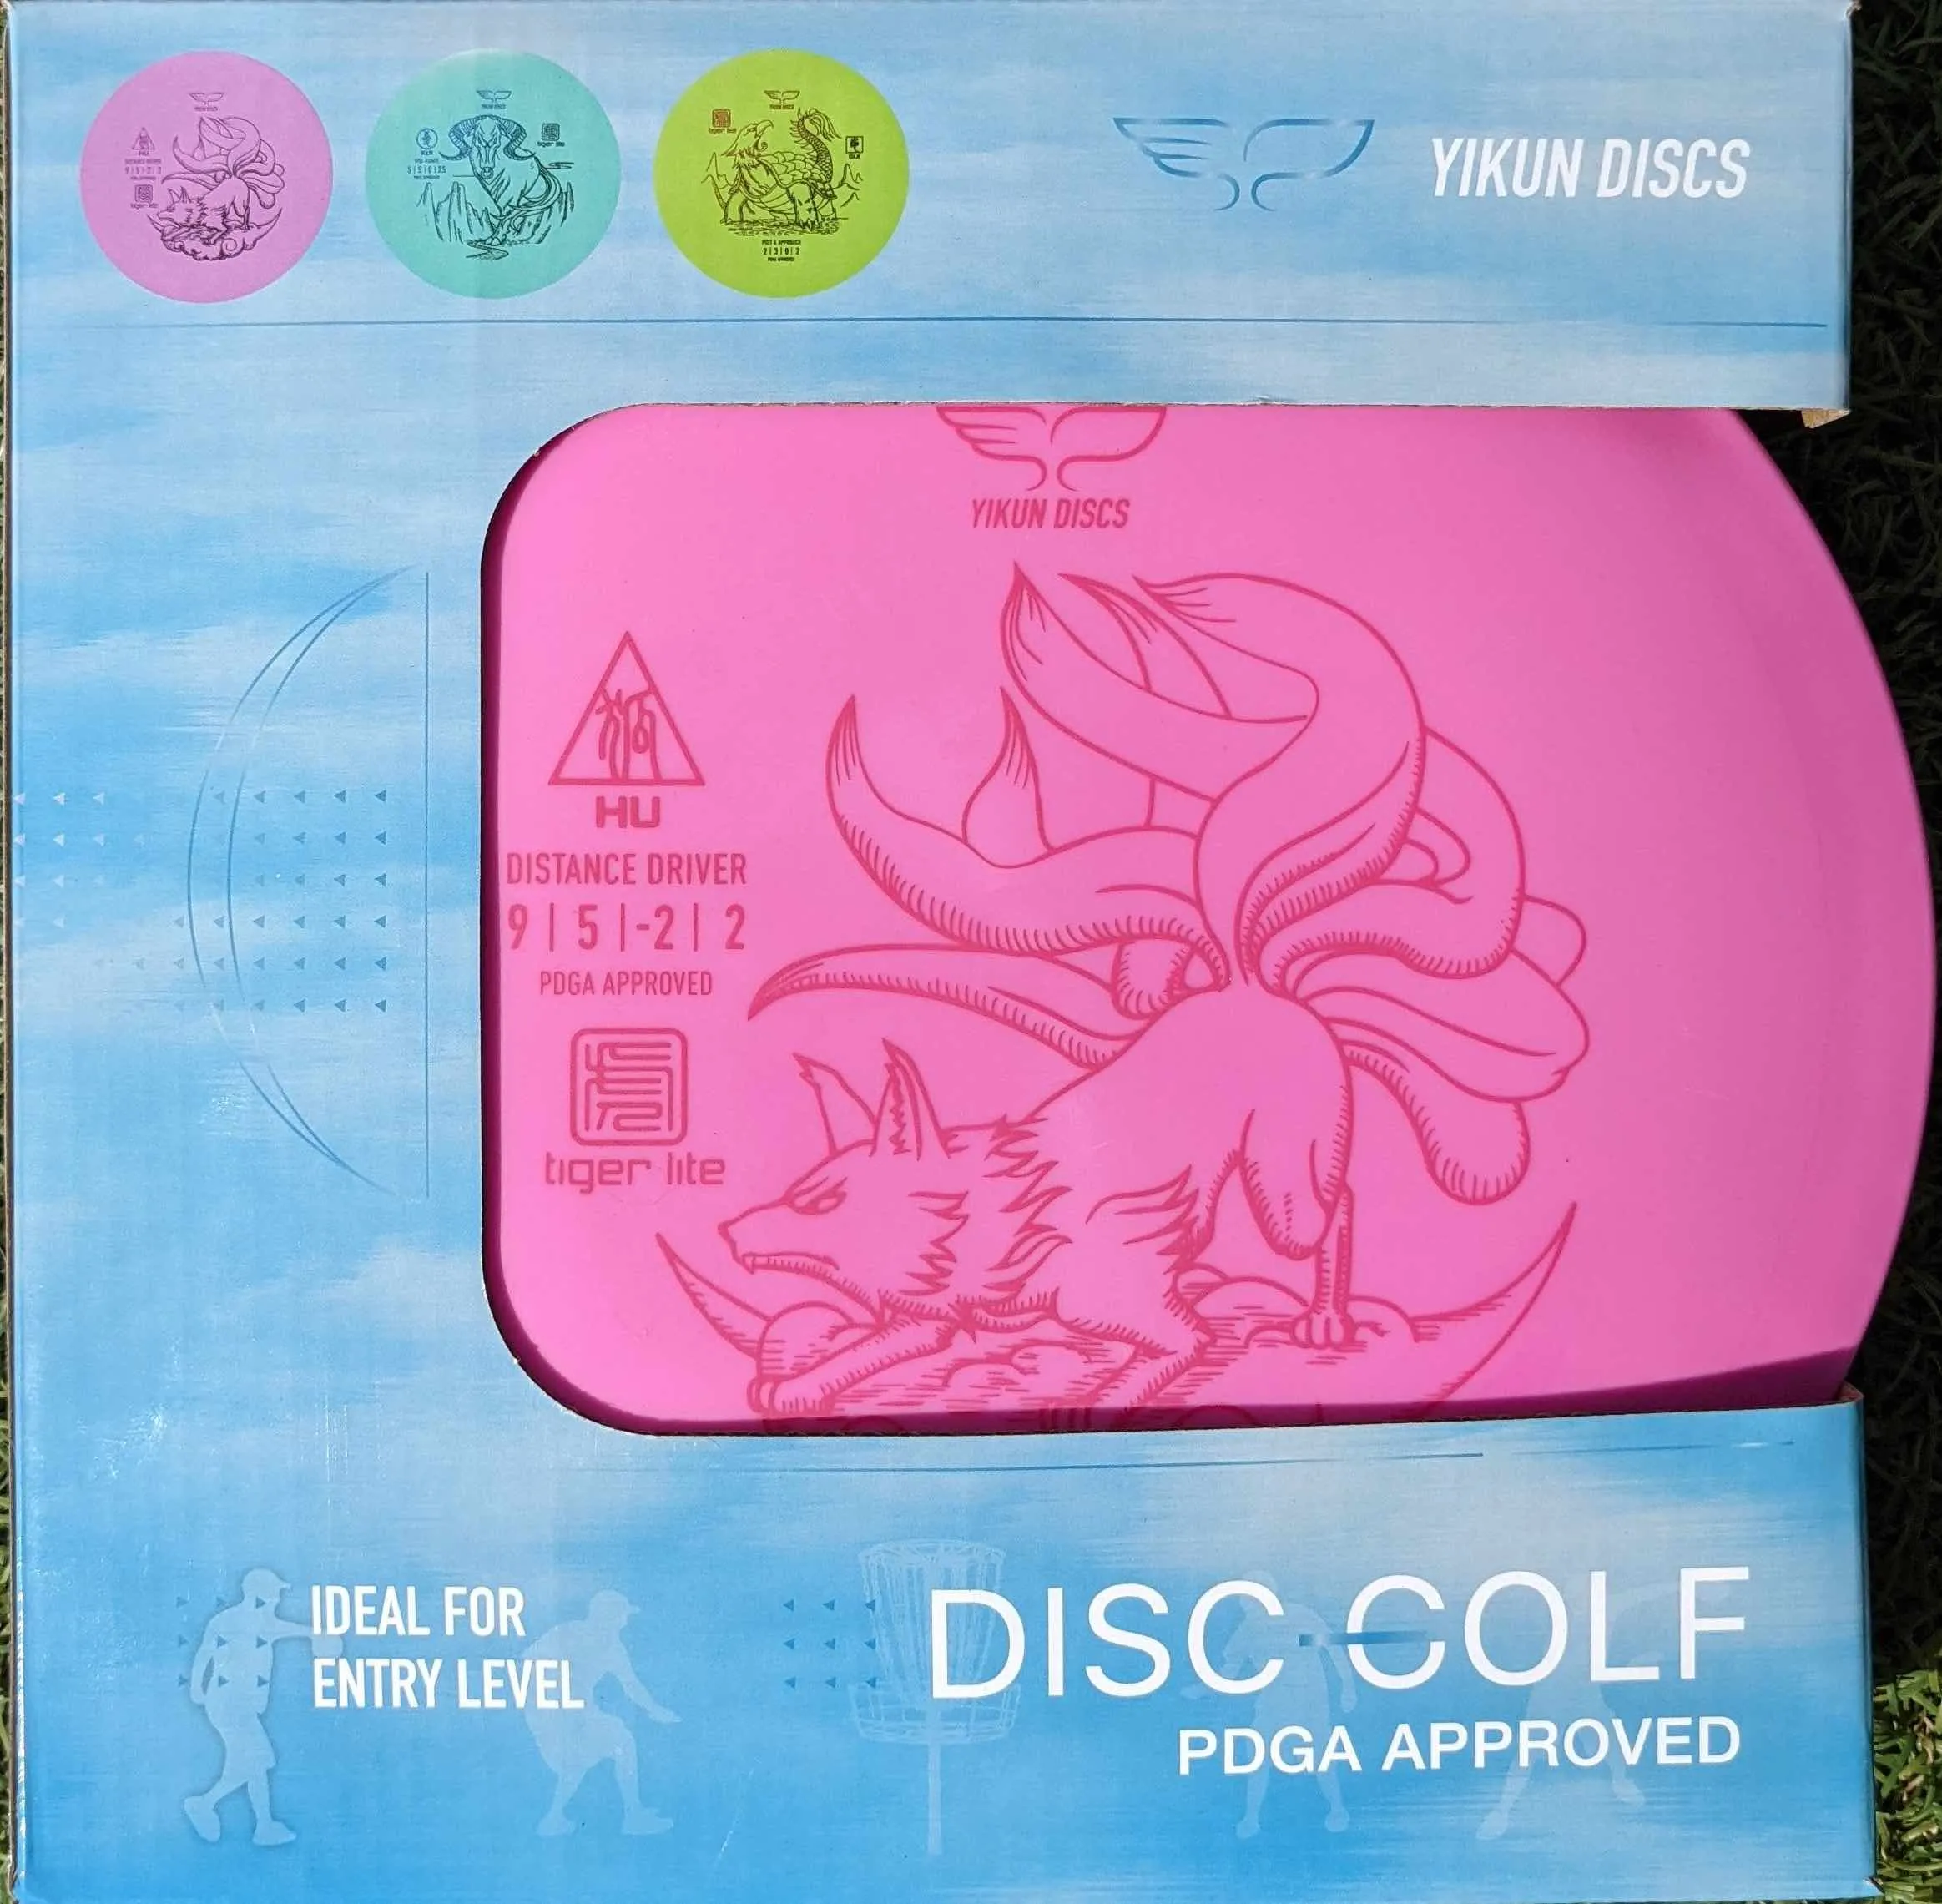 YIKUN DISCS
YIKUN DISCS
狐
HU
DISTANCE DRIVER
9 | 5 |-2 | 2
PDGA APPROVED
tiger lite
IDEAL FOR
ENTRY LEVEL
DISC GOLF
PDGA APPROVED